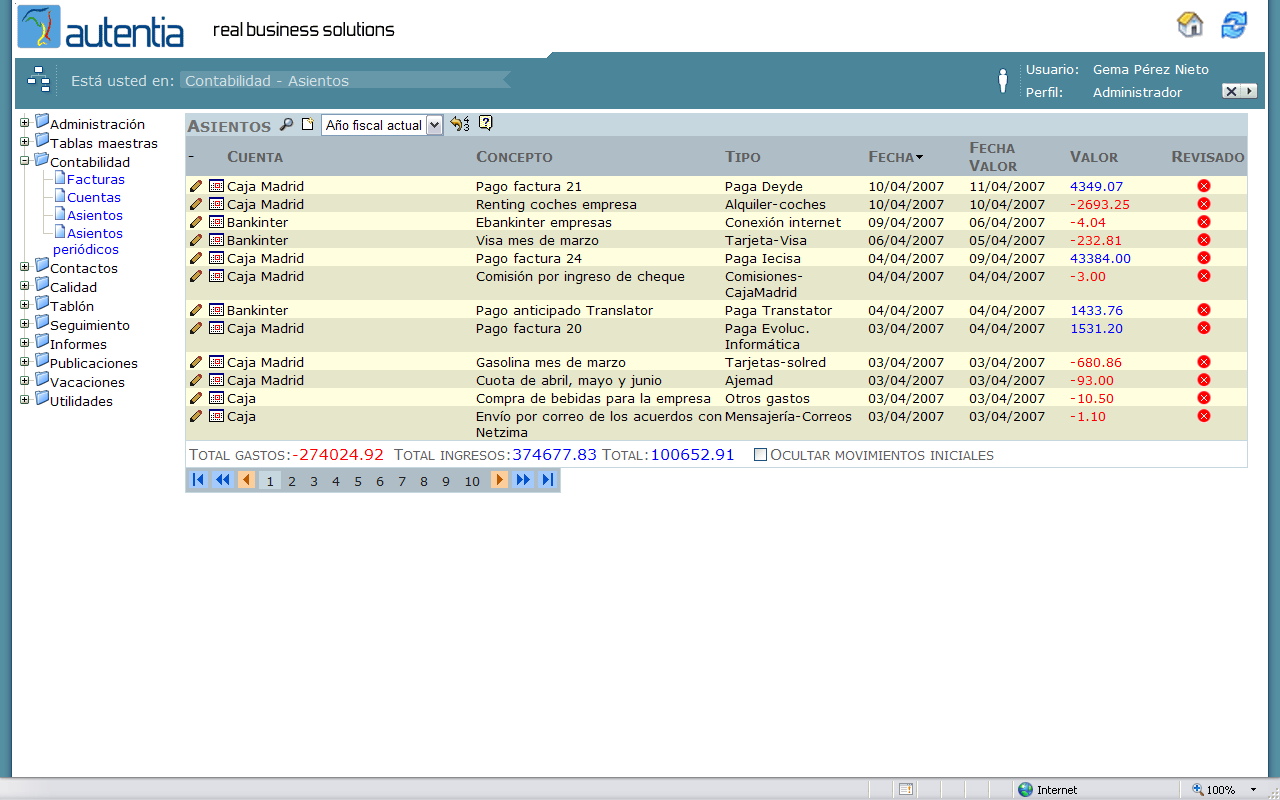 autentia real business solutions
Está usted en: Contabilidad - Asientos
Usuario: Gema Pérez Nieto
Perfil: Administrador
Administración
Tablas maestras
Contabilidad
Facturas
Cuentas
Asientos
Asientos
periódicos
Contactos
Calidad
Tablón
Seguimiento
Informes
Publicaciones
Vacaciones
Utilidades
ASIENTOS Año fiscal actual
- CUENTA CONCEPTO TIPO FECHA FECHA VALOR VALOR REVISADO
Caja Madrid Pago factura 21 Paga Deyde 10/04/2007 11/04/2007 4349.07
Caja Madrid Renting coches empresa Alquiler-coches 10/04/2007 10/04/2007 -2693.25
Bankinter Ebankinter empresas Conexión internet 09/04/2007 06/04/2007 -4.04
Bankinter Visa mes de marzo Tarjeta-Visa 06/04/2007 05/04/2007 -232.81
Caja Madrid Pago factura 24 Paga Iecisa 04/04/2007 09/04/2007 43384.00
Caja Madrid Comisión por ingreso de cheque Comisiones- 04/04/2007 04/04/2007 -3.00
CajaMadrid
Bankinter Pago anticipado Translator Paga Transtator 04/04/2007 04/04/2007 1433.76
Caja Madrid Pago factura 20 Paga Evoluc. 03/04/2007 04/04/2007 1531.20
Informática
Caja Madrid Gasolina mes de marzo Tarjetas-solred 03/04/2007 03/04/2007 -680.86
Caja Madrid Cuota de abril, mayo y junio Ajemad 03/04/2007 03/04/2007 -93.00
Caja Compra de bebidas para la empresa Otros gastos 03/04/2007 03/04/2007 -10.50
Caja Envío por correo de los acuerdos con Mensajería-Correos 03/04/2007 03/04/2007 -1.10
Netzima
TOTAL GASTOS:-274024.92 TOTAL INGRESOS:374677.83 TOTAL:100652.91 OCULTAR MOVIMIENTOS INICIALES
1 2 3 4 5 6 7 8 9 10
Internet 100%